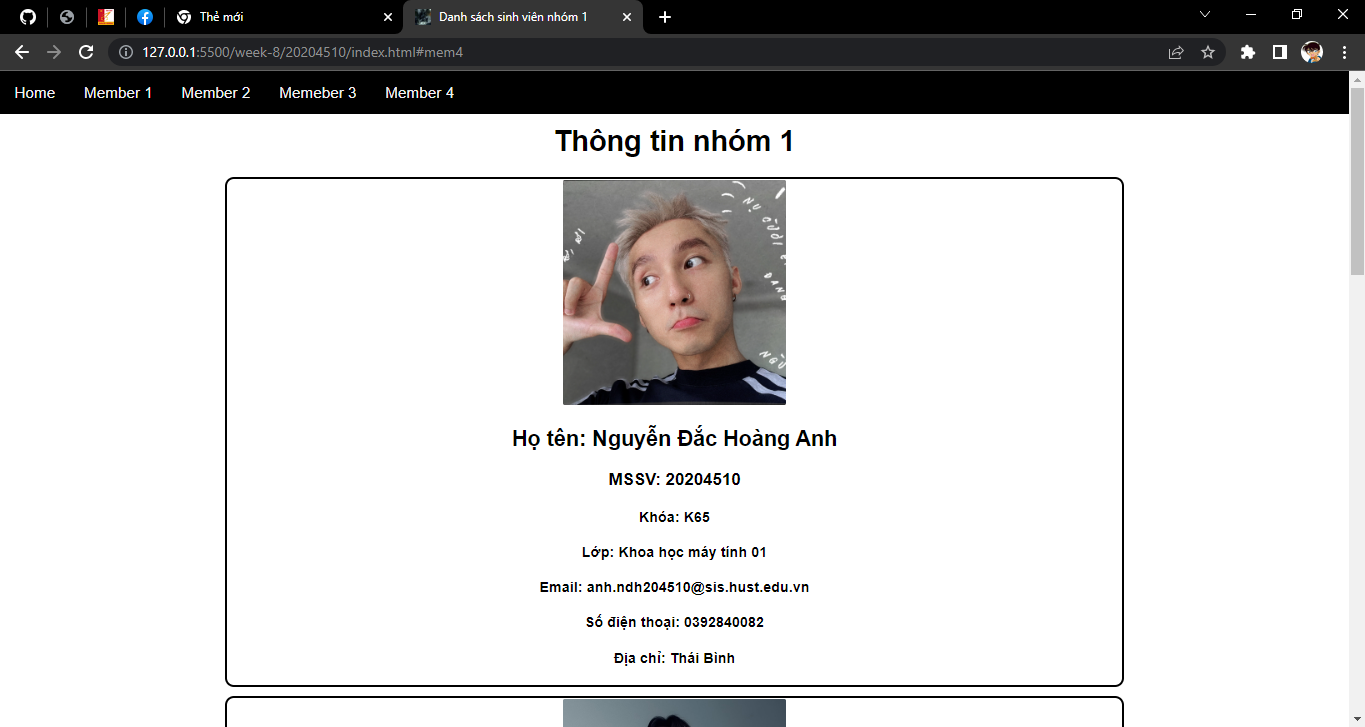 Thẻ mới
Danh sách sinh viên nhóm 1
127.0.0.1:5500/week-8/20204510/index.html#mem4
Home Member 1 Member 2 Memeber 3 Member 4
Thông tin nhóm 1
Họ tên: Nguyễn Đắc Hoàng Anh
MSSV: 20204510
Khóa: K65
Lớp: Khoa học máy tính 01
Email: anh.ndh204510@sis.hust.edu.vn
Số điện thoại: 0392840082
Địa chỉ: Thái Bình